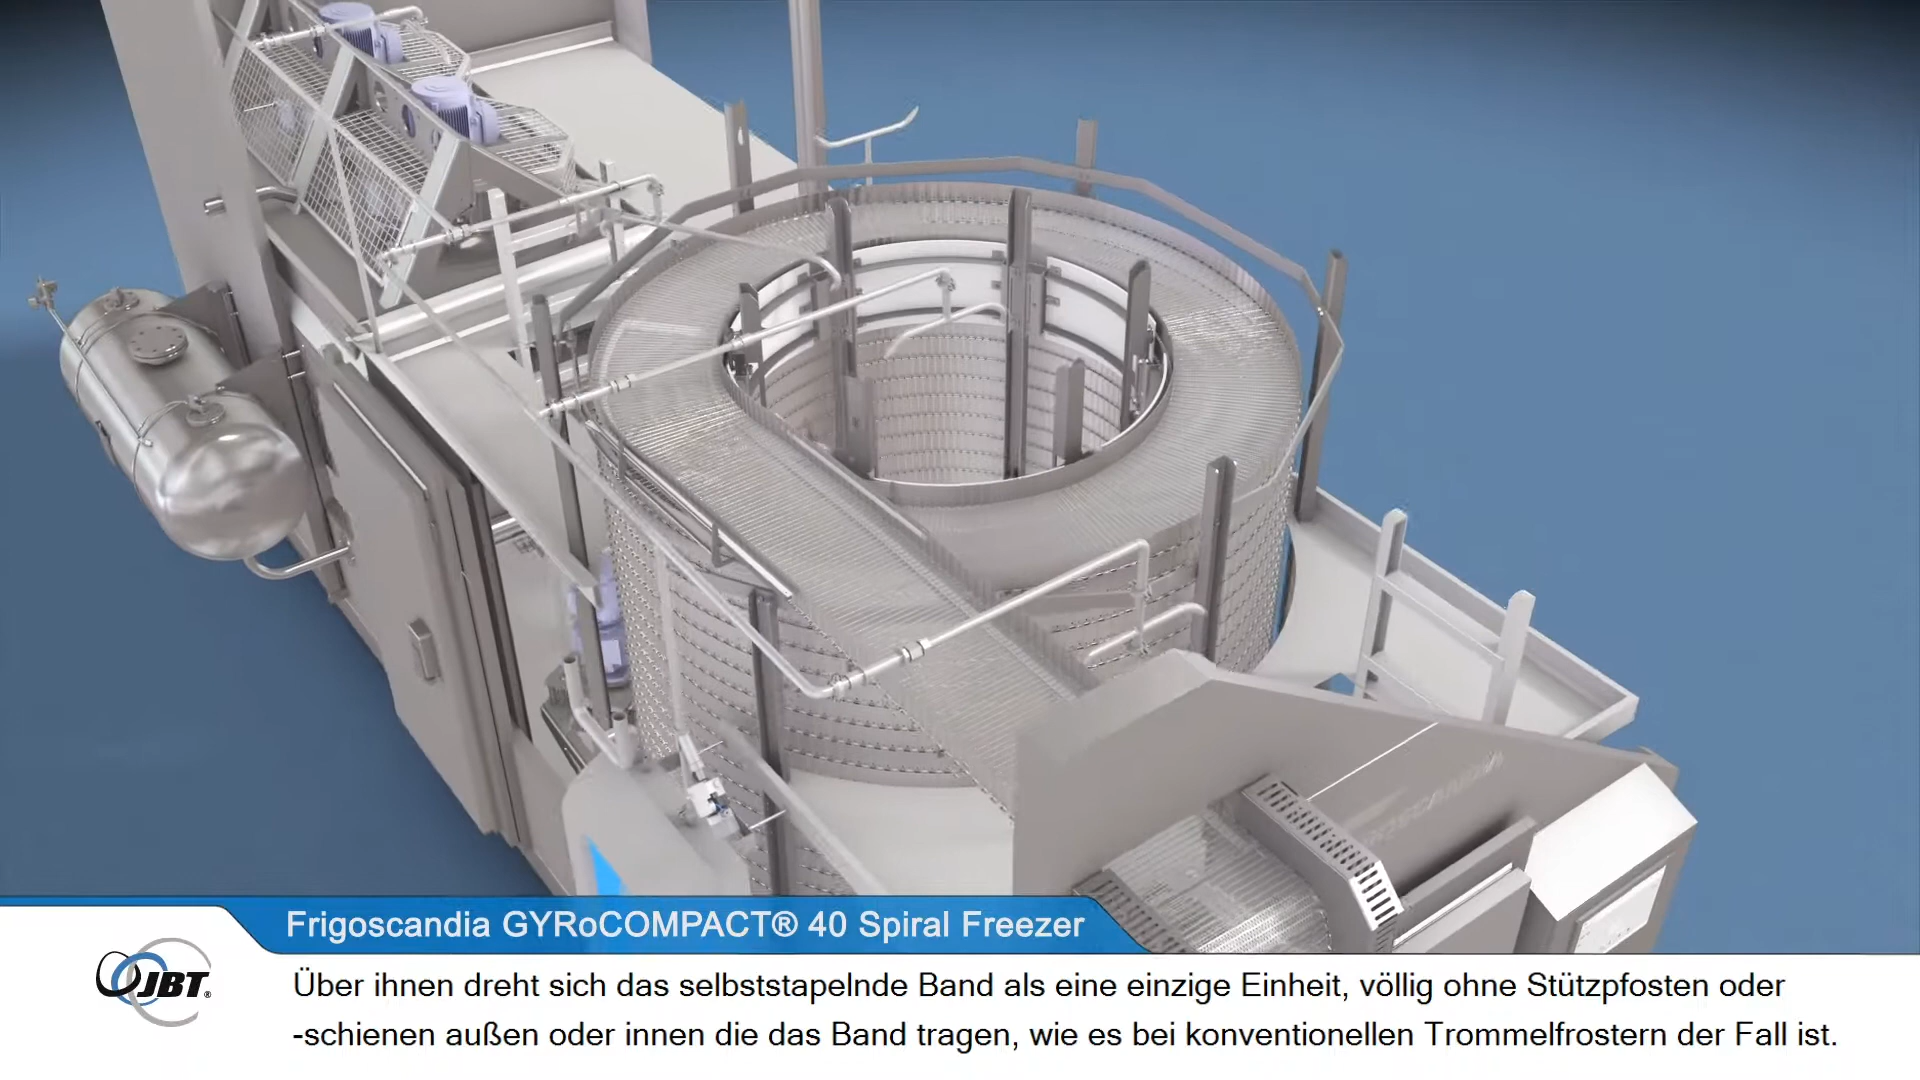 Frigoscandia GYRoCOMPACT® 40 Spiral Freezer
JBT®
Über ihnen dreht sich das selbststapelnde Band als eine einzige Einheit, völlig ohne Stützpfosten oder
-schienen außen oder innen die das Band tragen, wie es bei konventionellen Trommelfrostern der Fall ist.